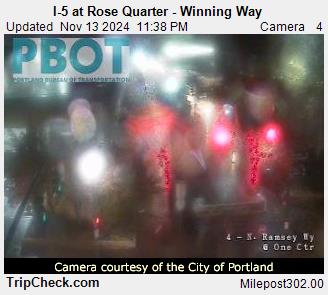 I-5 at Rose Quarter - Winning Way
Updated Nov 13 2024 11:38 PM Camera 4
PBOT
PORTLAND BUREAU OF TRANSPORTATION
4 - N. Ramsey Wy
@ One Ctr
Camera courtesy of the City of Portland
TripCheck.com Milepost302.00